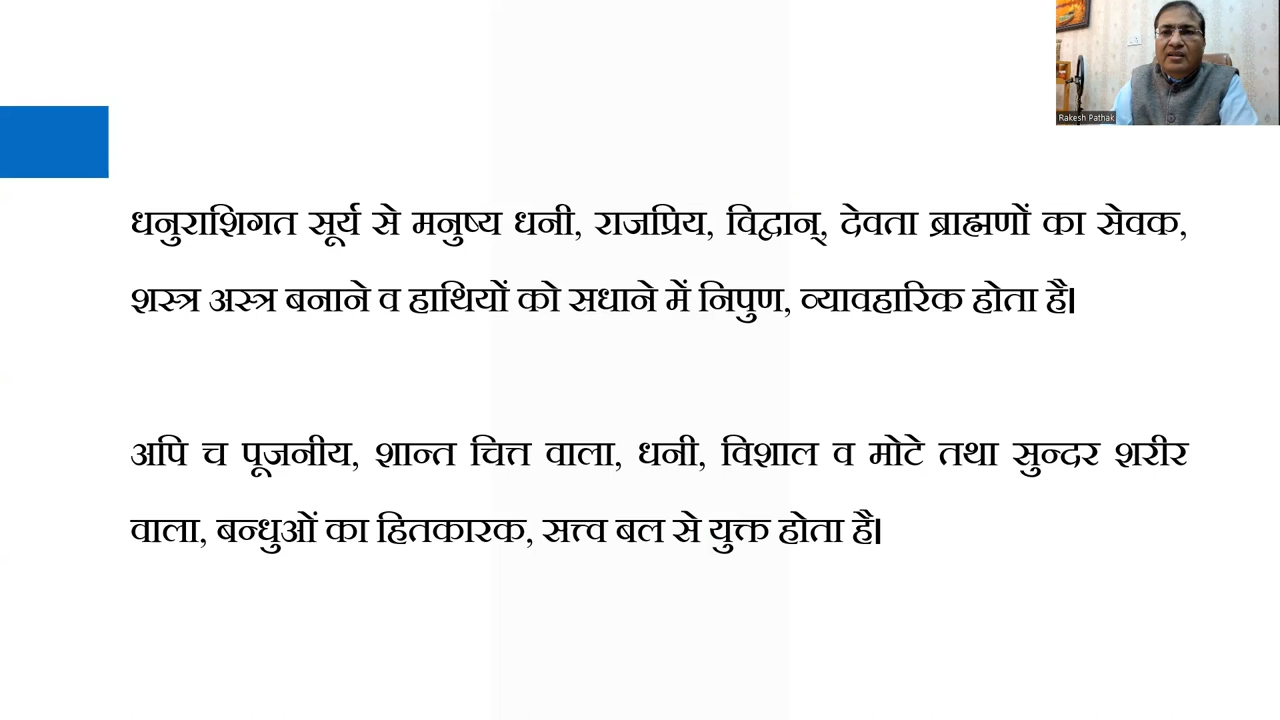 Rakesh Pathak
धनुराशिगत सूर्य से मनुष्य धनी, राजप्रिय, विद्वान्, देवता ब्राह्मणों का सेवक,
शस्त्र अस्त्र बनाने व हाथियों को सधाने में निपुण, व्यावहारिक होता है।
अपि च पूजनीय, शान्त चित्त वाला, धनी, विशाल व मोटे तथा सुन्दर शरीर
वाला, बन्धुओं का हितकारक, सत्त्व बल से युक्त होता है।